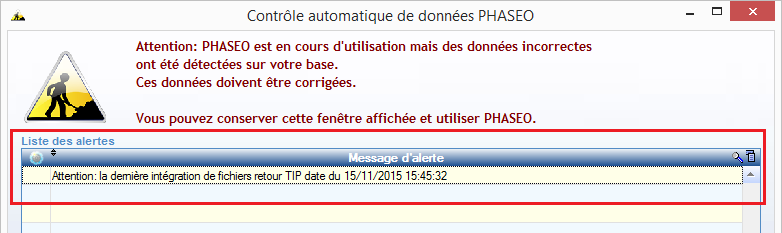 Contrôle automatique de données PHASEO
Attention: PHASEO est en cours d'utilisation mais des données incorrectes
ont été détectées sur votre base.
Ces données doivent être corrigées.
Vous pouvez conserver cette fenêtre affichée et utiliser PHASEO.
Liste des alertes
Message d'alerte
Attention: la dernière intégration de fichiers retour TIP date du 15/11/2015 15:45:32